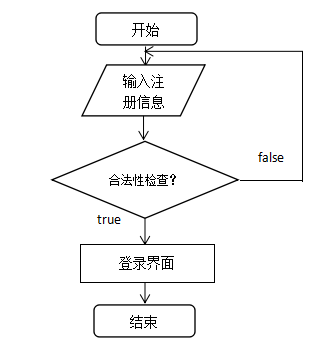 开始
输入注
册信息
合法性检查？
false
true
登录界面
结束